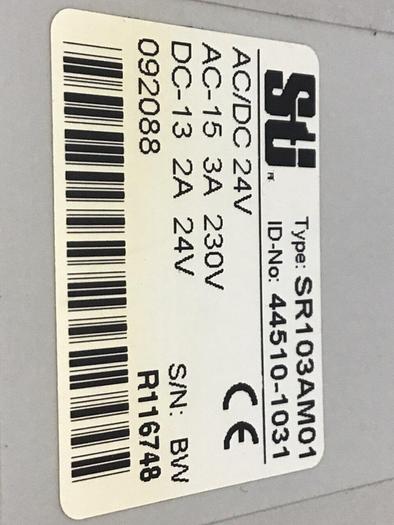 Sti
Type: SR103AM01
ID-No: 44510-1031
AC/DC 24V
AC-15 3A 230V
DC-13 2A 24V
CE
092088
S/N: BW
R116748